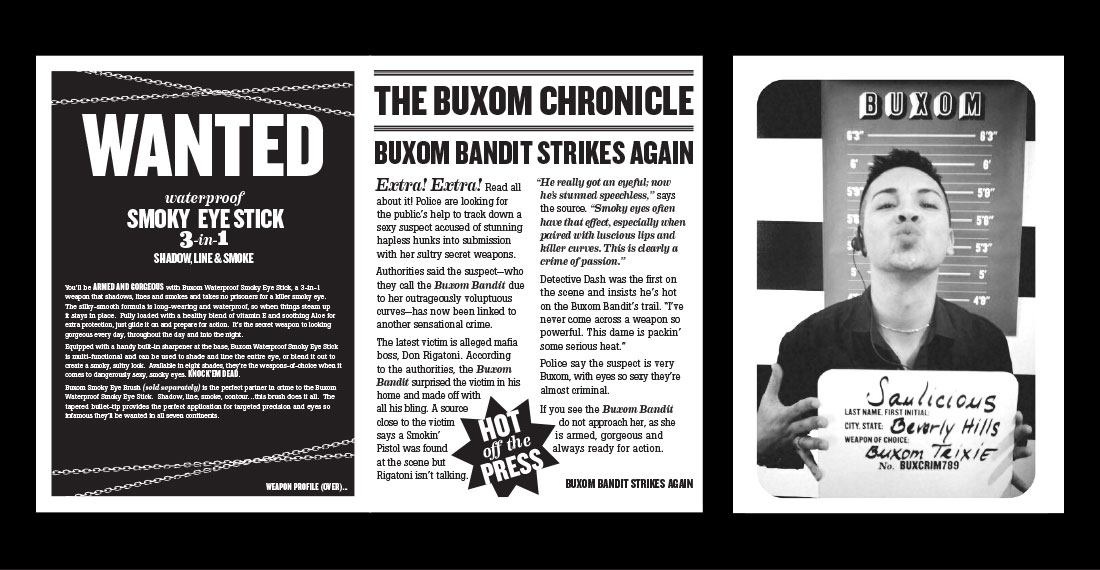 WANTED
waterproof
SMOKY EYE STICK
3-in-1
SHADOW, LINE & SMOKE
You'll be ARMED AND GORGEOUS with Buxom Waterproof Smoky Eye Stick, a 3-in-1
weapon that shadows, lines and smokes and takes no prisoners for a killer smoky eye.
The silky-smooth formula is long-wearing and waterproof, so when things steam up
it stays in place. Fully loaded with a healthy blend of vitamin E and soothing Aloe for
extra protection, just glide it on and prepare for action. It's the secret weapon to looking
gorgeous every day, throughout the day and into the night.
Equipped with a handy built-in sharpener at the base, Buxom Waterproof Smoky Eye Stick
is multi-functional and can be used to shade and line the entire eye, or blend it out to
create a smoky, sultry look. Available in eight shades, they're the weapons-of-choice when it
comes to dangerously sexy, smoky eyes. KNOCK 'EM DEAD.
Buxom Smoky Eye Brush (sold separately) is the perfect partner in crime to the Buxom
Waterproof Smoky Eye Stick. Shadow, line, smoke, contour...this brush does it all. The
tapered bullet-tip provides the perfect application for targeted precision and eyes so
infamous they'll be wanted in all seven continents.
WEAPON PROFILE (OVER)...
THE BUXOM CHRONICLE
BUXOM BANDIT STRIKES AGAIN
Extra! Extra! Read all
about it! Police are looking for
the public's help to track down a
sexy suspect accused of stunning
hapless hunks into submission
with her sultry secret weapons.
Authorities said the suspect—who
they call the Buxom Bandit due
to her outrageously voluptuous
curves—has now been linked to
another sensational crime.
The latest victim is alleged mafia
boss, Don Rigatoni. According
to the authorities, the Buxom
Bandit surprised the victim in his
home and made off with
all his bling. A source
close to the victim
says a Smokin'
Pistol was found
at the scene but
Rigatoni isn't talking.
"He really got an eyeful; now
he's stunned speechless," says
the source. "Smoky eyes often
have that effect, especially when
paired with luscious lips and
killer curves. This is clearly a
crime of passion."
Detective Dash was the first on
the scene and insists he's hot
on the Buxom Bandit's trail. "I've
never come across a weapon so
powerful. This dame is packin'
some serious heat."
Police say the suspect is very
Buxom, with eyes so sexy they're
almost criminal.
If you see the Buxom Bandit
do not approach her, as she
is armed, gorgeous and
always ready for action.
HOT
off the
PRESS
BUXOM BANDIT STRIKES AGAIN
BUXOM
6'3" 6'3"
6' 6'
5'9" 5'9"
5'6" 5'6"
5'3"
5'
4'9"
Saulicious
LAST NAME, FIRST INITIAL:
CITY, STATE: Beverly Hills
WEAPON OF CHOICE:
Buxom TRIXIE
No. BUXCRIM789